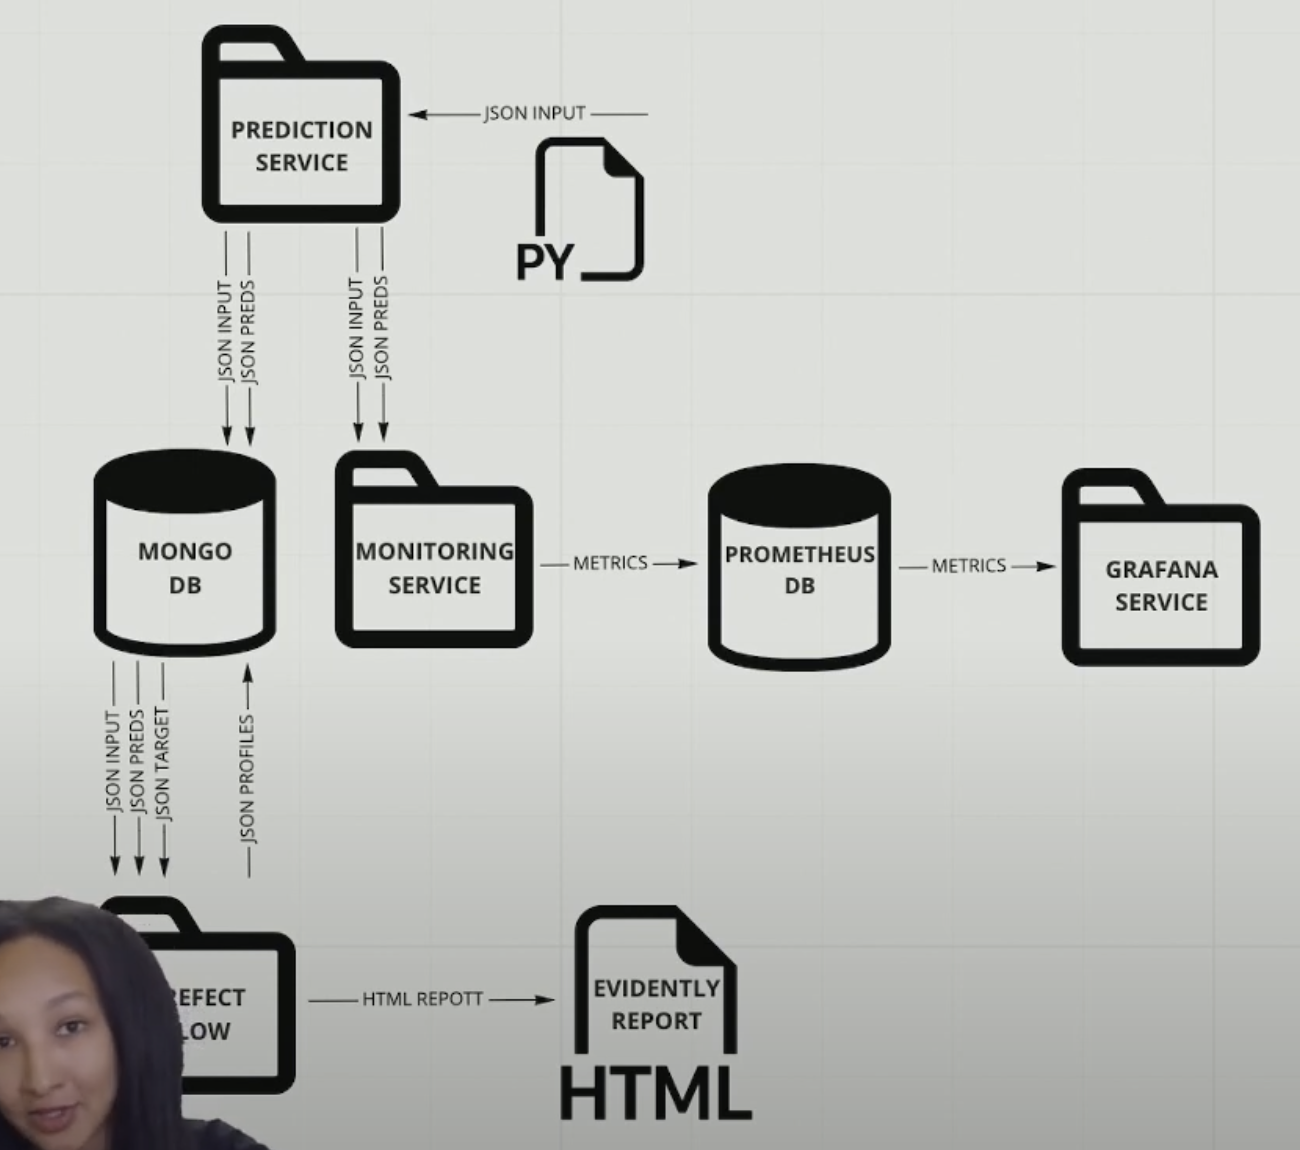 PREDICTION
SERVICE
JSON INPUT
PY
JSON INPUT
JSON PREDS
JSON INPUT
JSON PREDS
MONGO
DB
MONITORING
SERVICE
METRICS
PROMETHEUS
DB
METRICS
GRAFANA
SERVICE
JSON INPUT
JSON PREDS
JSON TARGET
JSON PROFILES
REFECT
LOW
HTML REPOTT
EVIDENTLY
REPORT
HTML